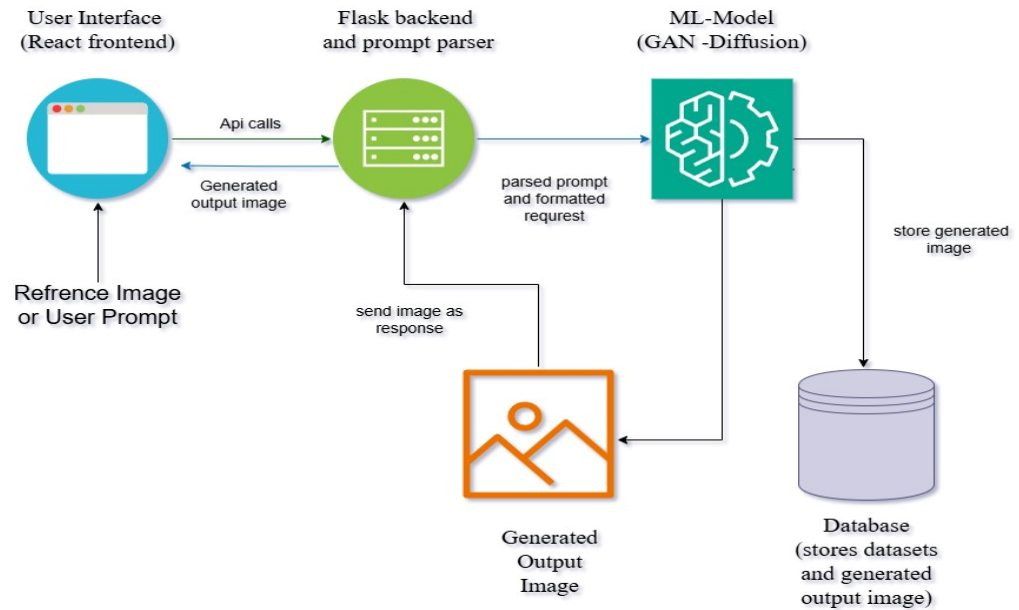 User Interface
(React frontend)
Flask backend
and prompt parser
ML-Model
(GAN -Diffusion)
Api calls
Generated
output image
parsed prompt
and formatted
requrest
store generated
image
Refrence Image
or User Prompt
send image as
response
Generated
Output
Image
Database
(stores datasets
and generated
output image)